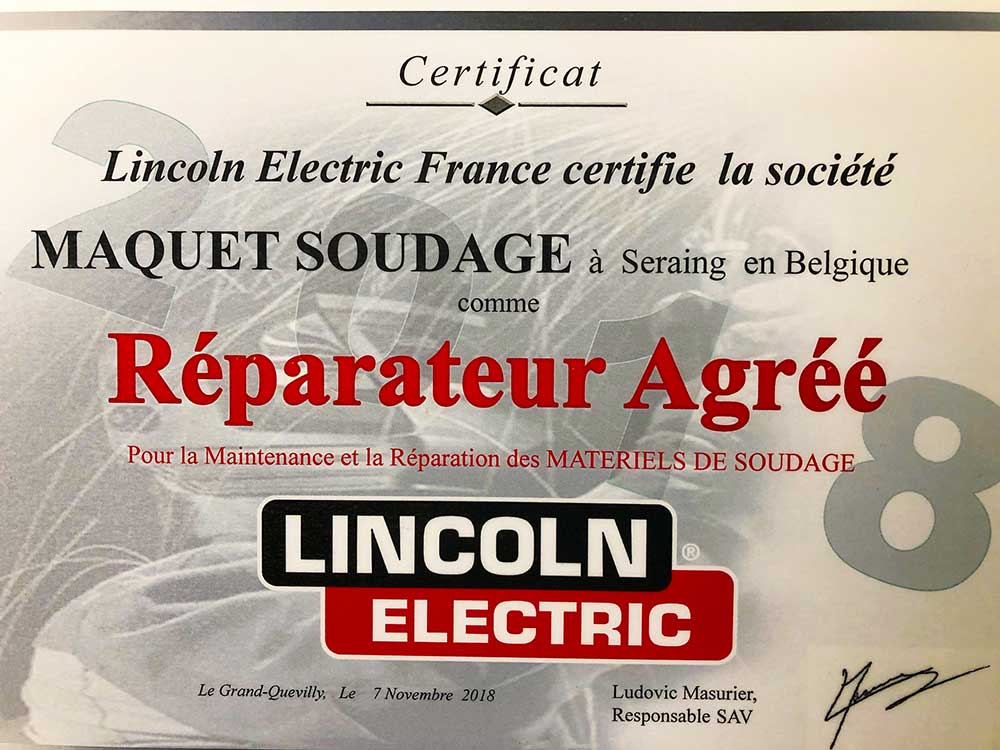 Certificat
Lincoln Electric France certifie la société
MAQUET SOUDAGE à Seraing en Belgique
comme
Réparateur Agréé
Pour la Maintenance et la Réparation des MATERIELS DE SOUDAGE
2018
LINCOLN ®
ELECTRIC
Le Grand-Quevilly, Le 7 Novembre 2018
Ludovic Masurier,
Responsable SAV